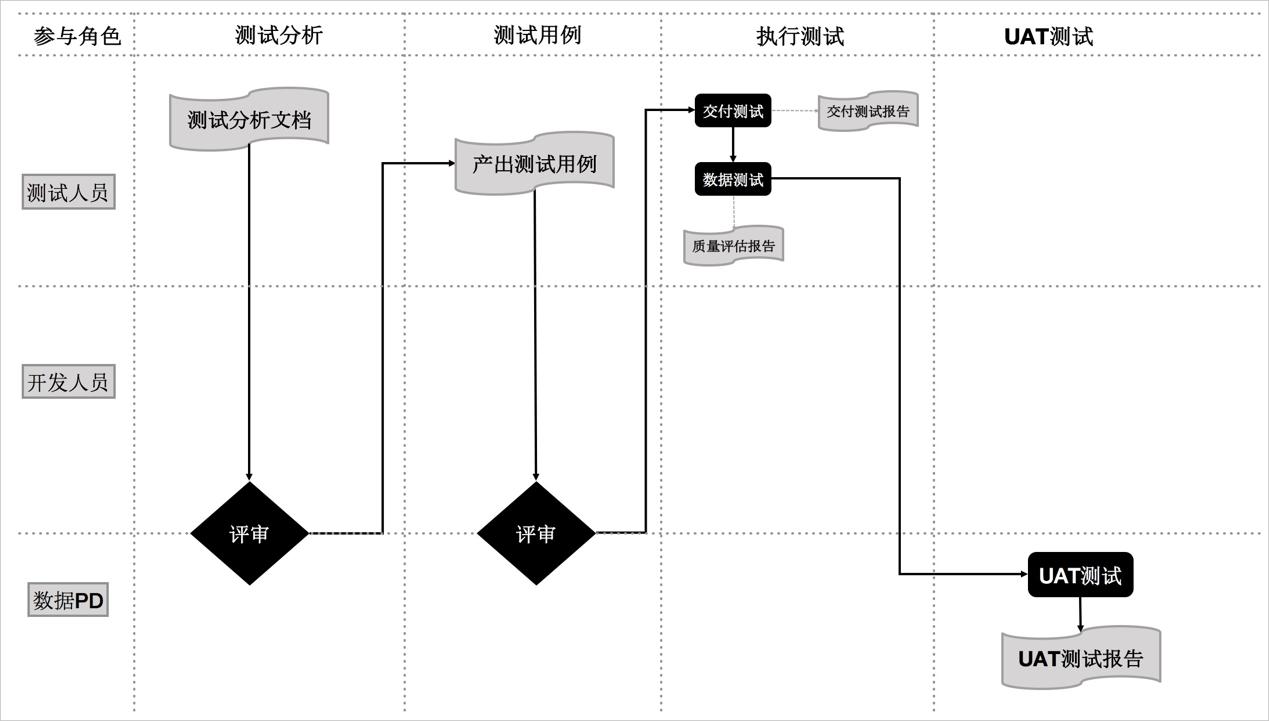 参与角色
测试分析
测试用例
执行测试
UAT测试
测试分析文档
产出测试用例
交付测试
交付测试报告
测试人员
数据测试
质量评估报告
开发人员
评审
评审
数据PD
UAT测试
UAT测试报告